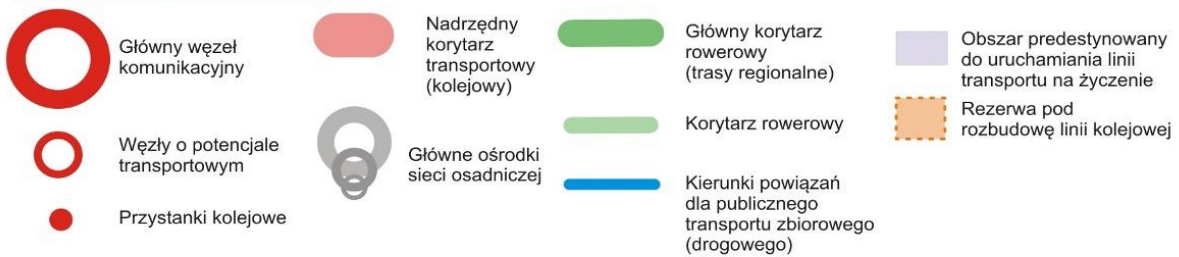 Główny węzeł
komunikacyjny
Węzły o potencjale
transportowym
Przystanki kolejowe
Nadrzędny
korytarz
transportowy
(kolejowy)
Główne ośrodki
sieci osadniczej
Główny korytarz
rowerowy
(trasy regionalne)
Korytarz rowerowy
Kierunki powiązań
dla publicznego
transportu zbiorowego
(drogowego)
Obszar predestynowany
do uruchamiania linii
transportu na życzenie
Rezerwa pod
rozbudowę linii kolejowej